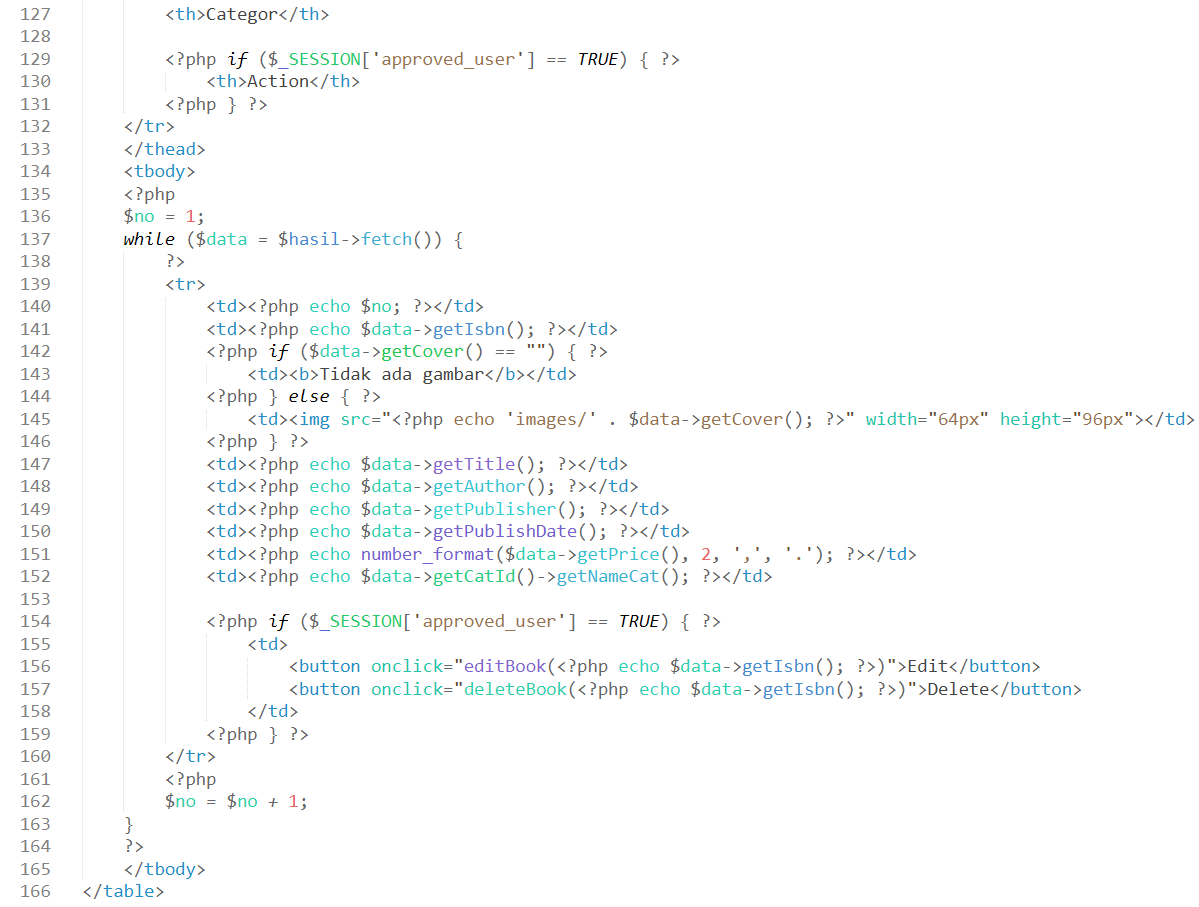 127 <th>Categor</th>
128
129 <?php if ($_SESSION['approved_user'] == TRUE) { ?>
130 <th>Action</th>
131 <?php } ?>
132 </tr>
133 </thead>
134 <tbody>
135 <?php
136 $no = 1;
137 while ($data = $hasil->fetch()) {
138 ?>
139 <tr>
140 <td><?php echo $no; ?></td>
141 <td><?php echo $data->getIsbn(); ?></td>
142 <?php if ($data->getCover() == "") { ?>
143 <td><b>Tidak ada gambar</b></td>
144 <?php } else { ?>
145 <td><img src="<?php echo 'images/' . $data->getCover(); ?>" width="64px" height="96px"></td>
146 <?php } ?>
147 <td><?php echo $data->getTitle(); ?></td>
148 <td><?php echo $data->getAuthor(); ?></td>
149 <td><?php echo $data->getPublisher(); ?></td>
150 <td><?php echo $data->getPublishDate(); ?></td>
151 <td><?php echo number_format($data->getPrice(), 2, ',', '.'); ?></td>
152 <td><?php echo $data->getCatId()->getNameCat(); ?></td>
153
154 <?php if ($_SESSION['approved_user'] == TRUE) { ?>
155 <td>
156 <button onclick="editBook(<?php echo $data->getIsbn(); ?>)">Edit</button>
157 <button onclick="deleteBook(<?php echo $data->getIsbn(); ?>)">Delete</button>
158 </td>
159 <?php } ?>
160 </tr>
161 <?php
162 $no = $no + 1;
163 }
164 ?>
165 </tbody>
166 </table>